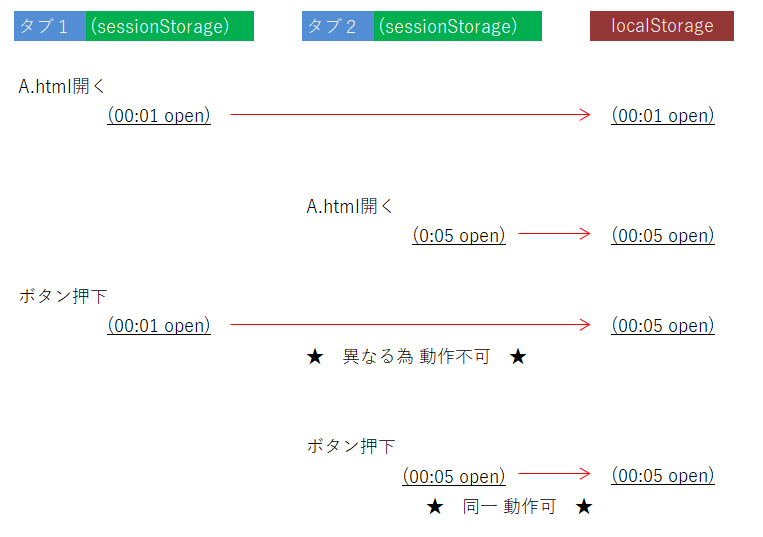 タブ１ (sessionStorage) タブ２ (sessionStorage) localStorage
A.html開く
(00:01 open) (00:01 open)
A.html開く
(0:05 open) (00:05 open)
ボタン押下
(00:01 open) (00:05 open)
★ 異なる為 動作不可 ★
ボタン押下
(00:05 open) (00:05 open)
★ 同一 動作可 ★